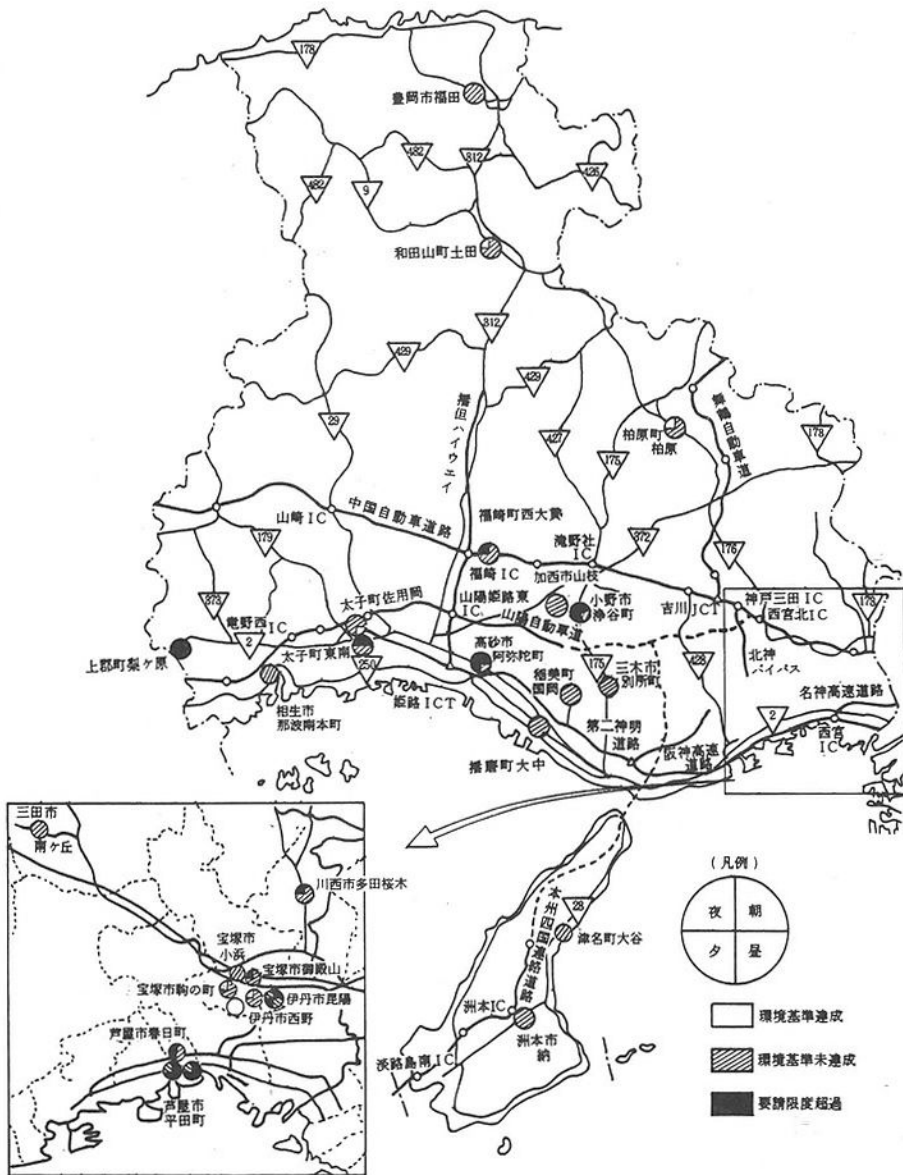 178
豊岡市福田
482
312
482
9
426
和田山町土田
312
429
429
播但ハイウエイ
29
427
柏原町
柏原
舞鶴自動車道
173
175
中国自動車道路
福崎町西大貫
山崎IC
滝野社
IC
372
179
176
福崎IC
加西市山枝
太子町佐用岡
山陽姫路東
IC
小野市
浄谷町
吉川JCT
神戸三田IC
西宮北IC
173
373
竜野西
IC
山陽自動車道
2
高砂市
阿弥陀町
北神
バイパス
上郡町梨ケ原
太子町東南
250
175
三木市
別所町
428
稲美町
国岡
名神高速道路
相生市
那波南本町
姫路ICT
2
第二神明
道路
阪神高速
道路
西宮
IC
播磨町大中
三田市
南ケ丘
川西市多田桜木
宝塚市
小浜
宝塚市御殿山
宝塚市駒の町
伊丹市昆陽
伊丹市西野
芦屋市春日町
芦屋市
平田町
28
本州四国連絡道路
津名町大谷
洲本IC
洲本市
納
淡路島南IC
(凡例)
夜
朝
夕
昼
環境基準達成
環境基準未達成
要請限度超過